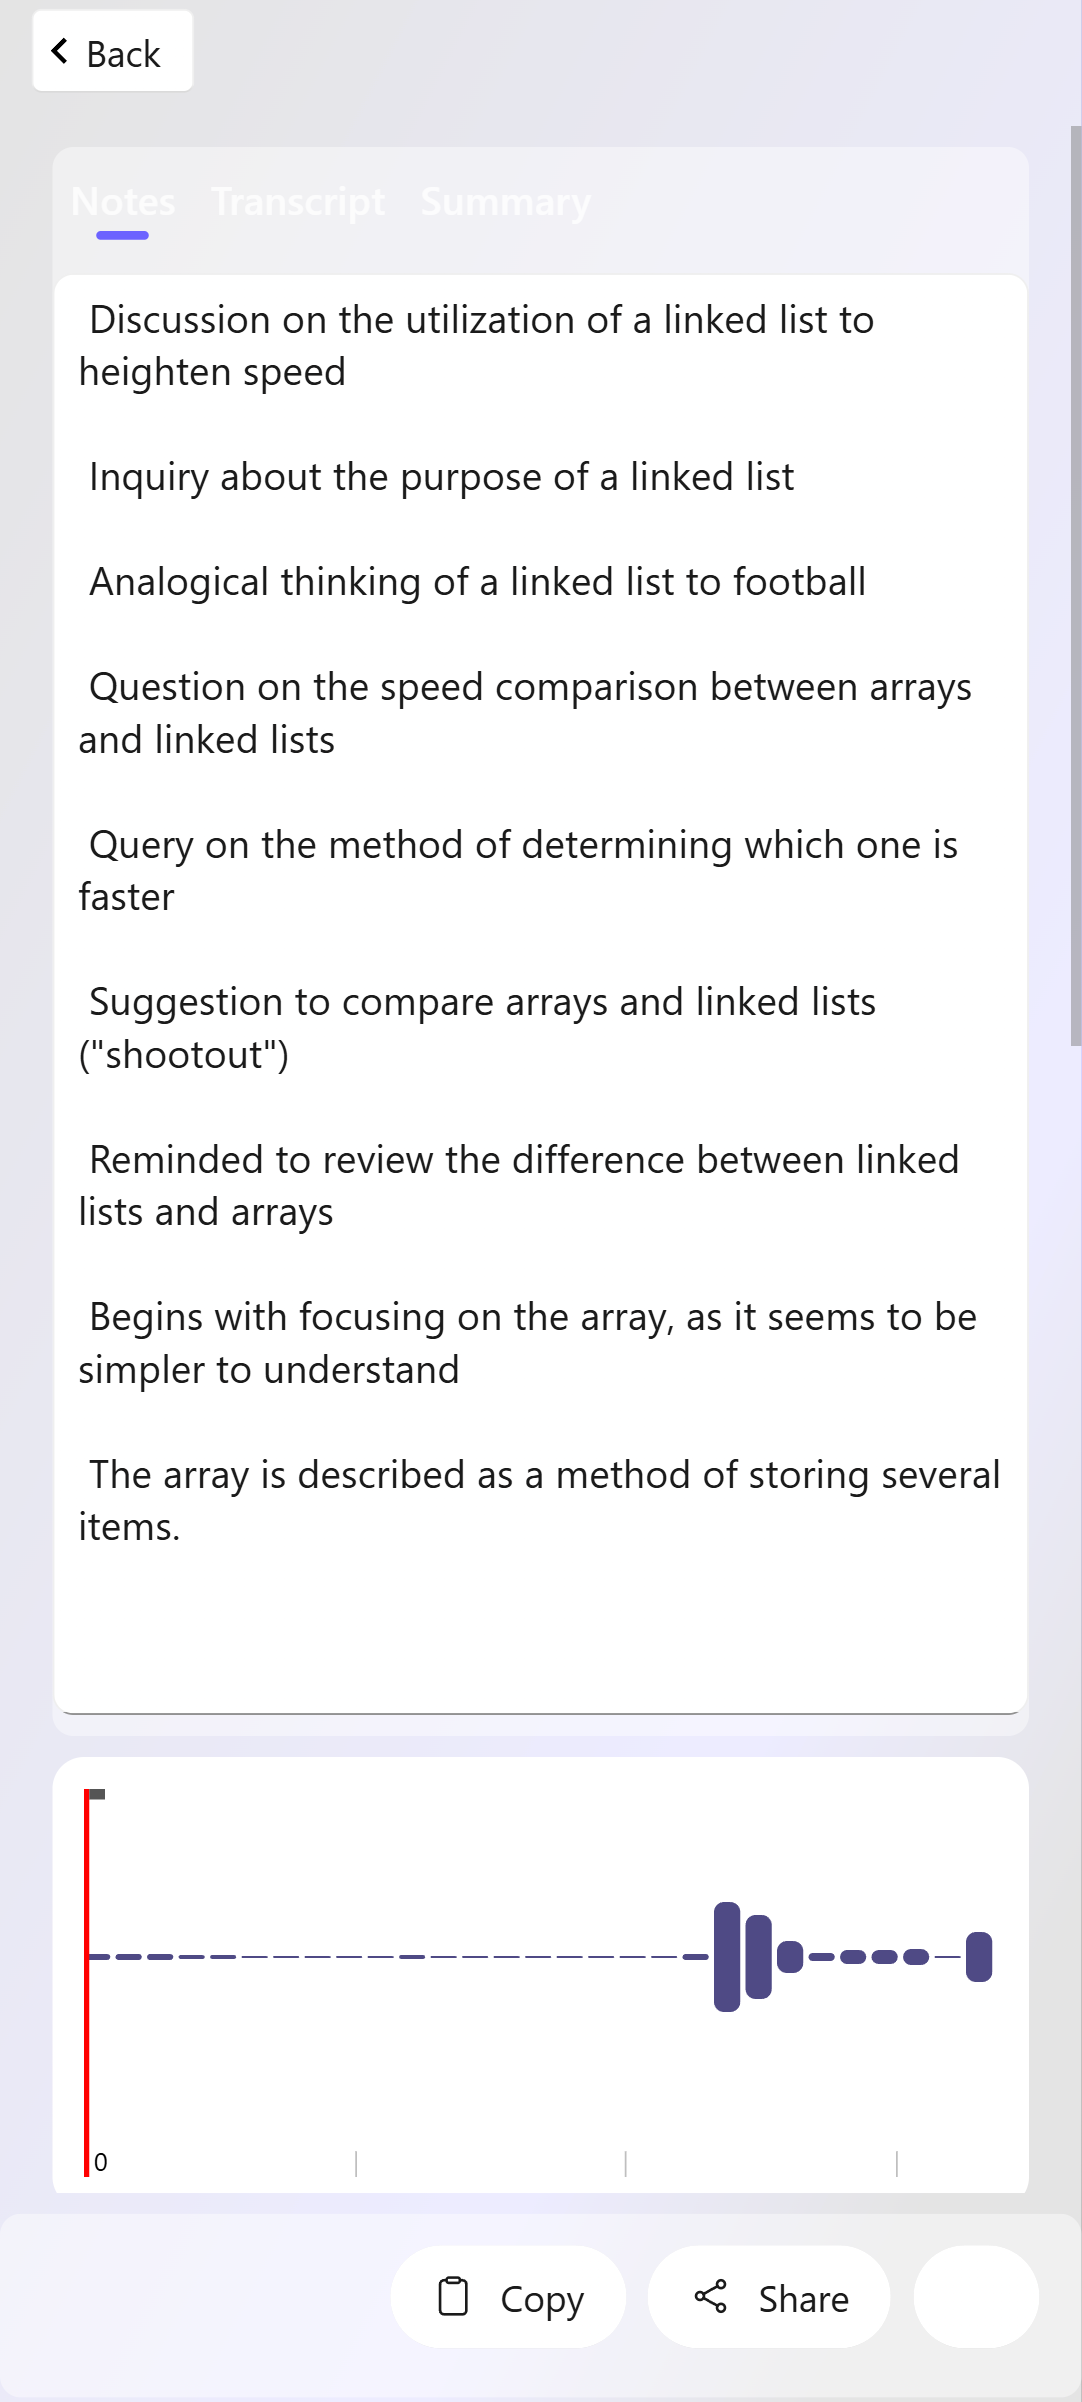 Back
Notes Transcript Summary
Discussion on the utilization of a linked list to
heighten speed
Inquiry about the purpose of a linked list
Analogical thinking of a linked list to football
Question on the speed comparison between arrays
and linked lists
Query on the method of determining which one is
faster
Suggestion to compare arrays and linked lists
("shootout")
Reminded to review the difference between linked
lists and arrays
Begins with focusing on the array, as it seems to be
simpler to understand
The array is described as a method of storing several
items.
0
Copy Share